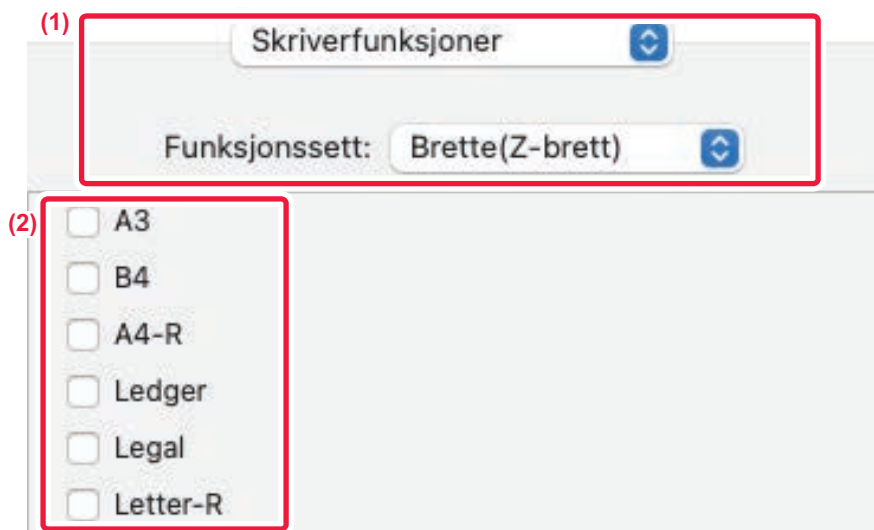 (1)
Skriverfunksjoner
Funksjonssett: Brette(Z-brett)
(2)
A3
B4
A4-R
Ledger
Legal
Letter-R